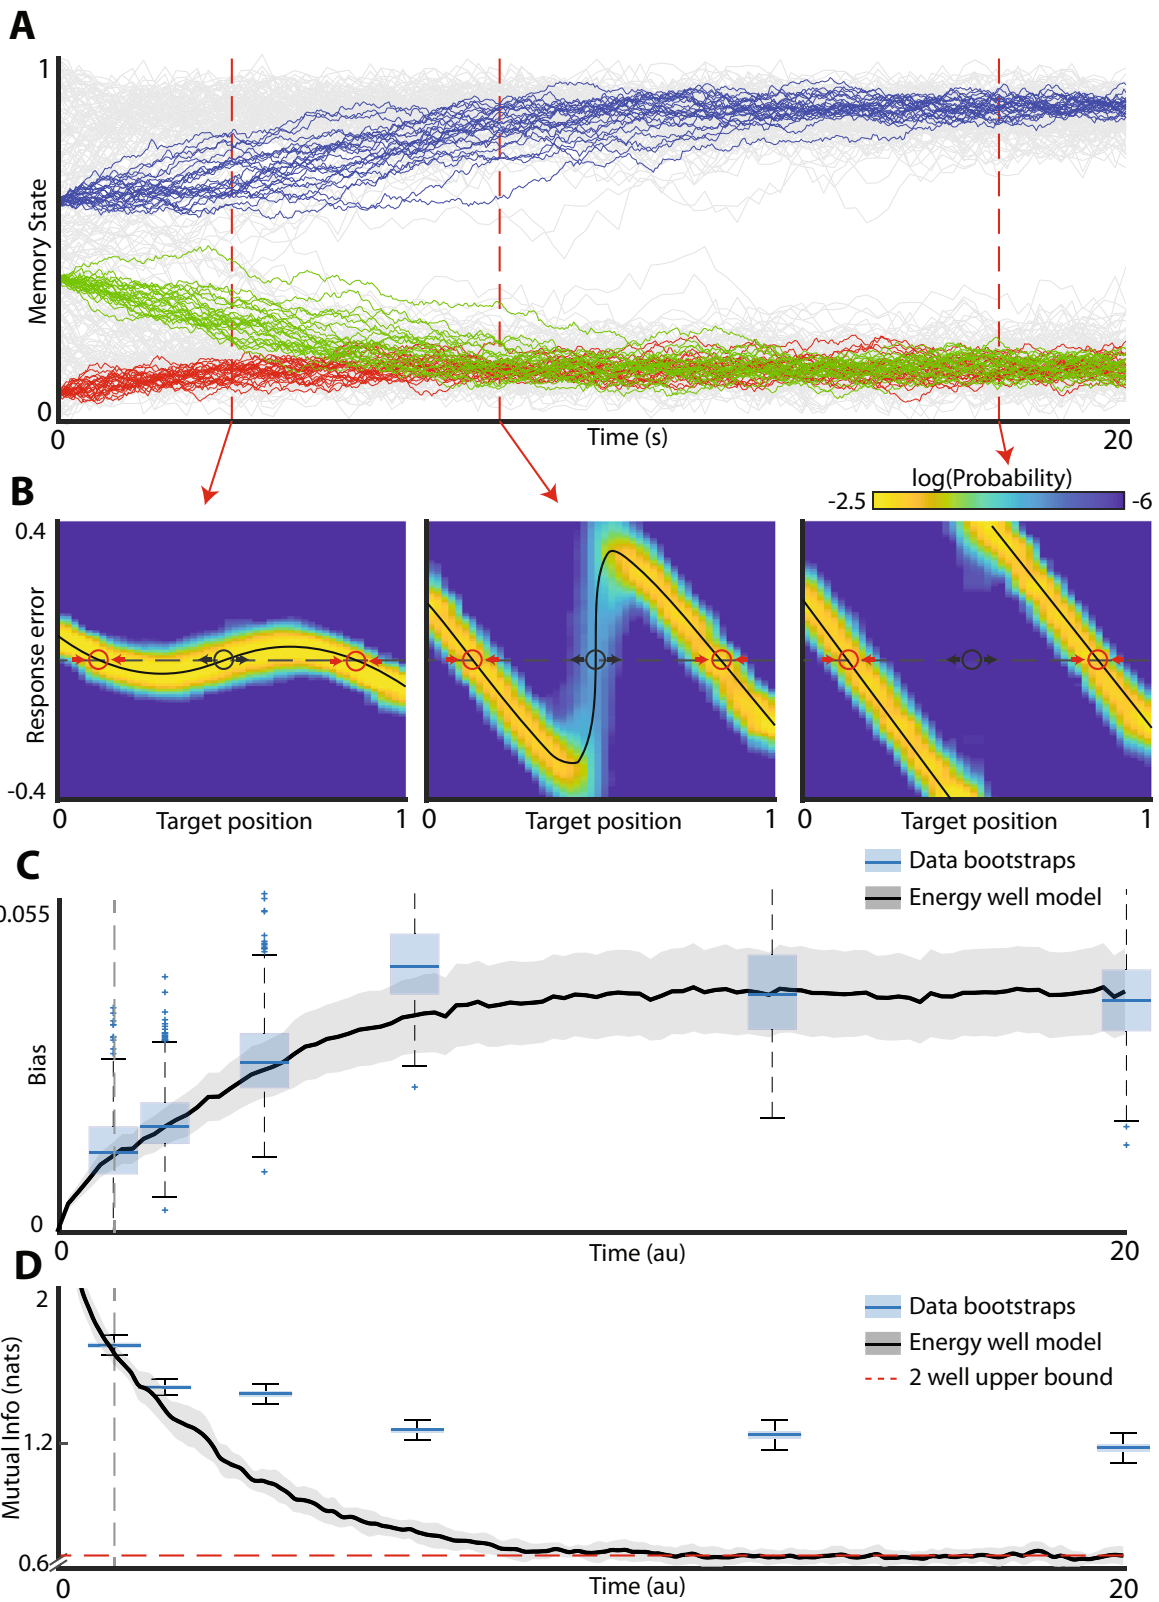 A
1
Memory State
0
0
Time (s)
20
B
log(Probability)
-2.5
-6
0.4
Response error
-0.4
0
Target position
1
0
Target position
1
0
Target position
1
C
Data bootstraps
Energy well model
0.055
Bias
0
0
Time (au)
20
D
2
Mutual Info (nats)
1.2
0.6
Data bootstraps
Energy well model
2 well upper bound
0
Time (au)
20